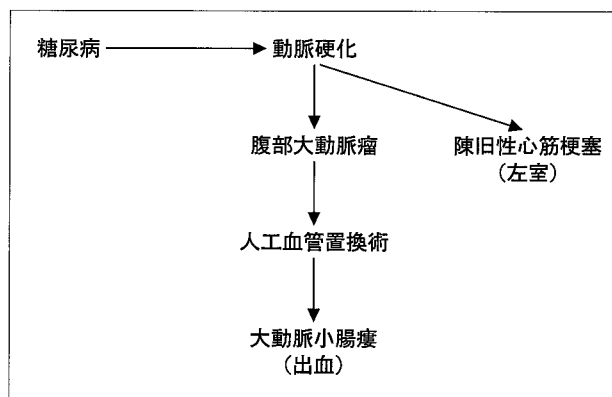 糖尿病 動脈硬化
腹部大動脈瘤 陳旧性心筋梗塞
（左室）
人工血管置換術
大動脈小腸瘻
（出血）